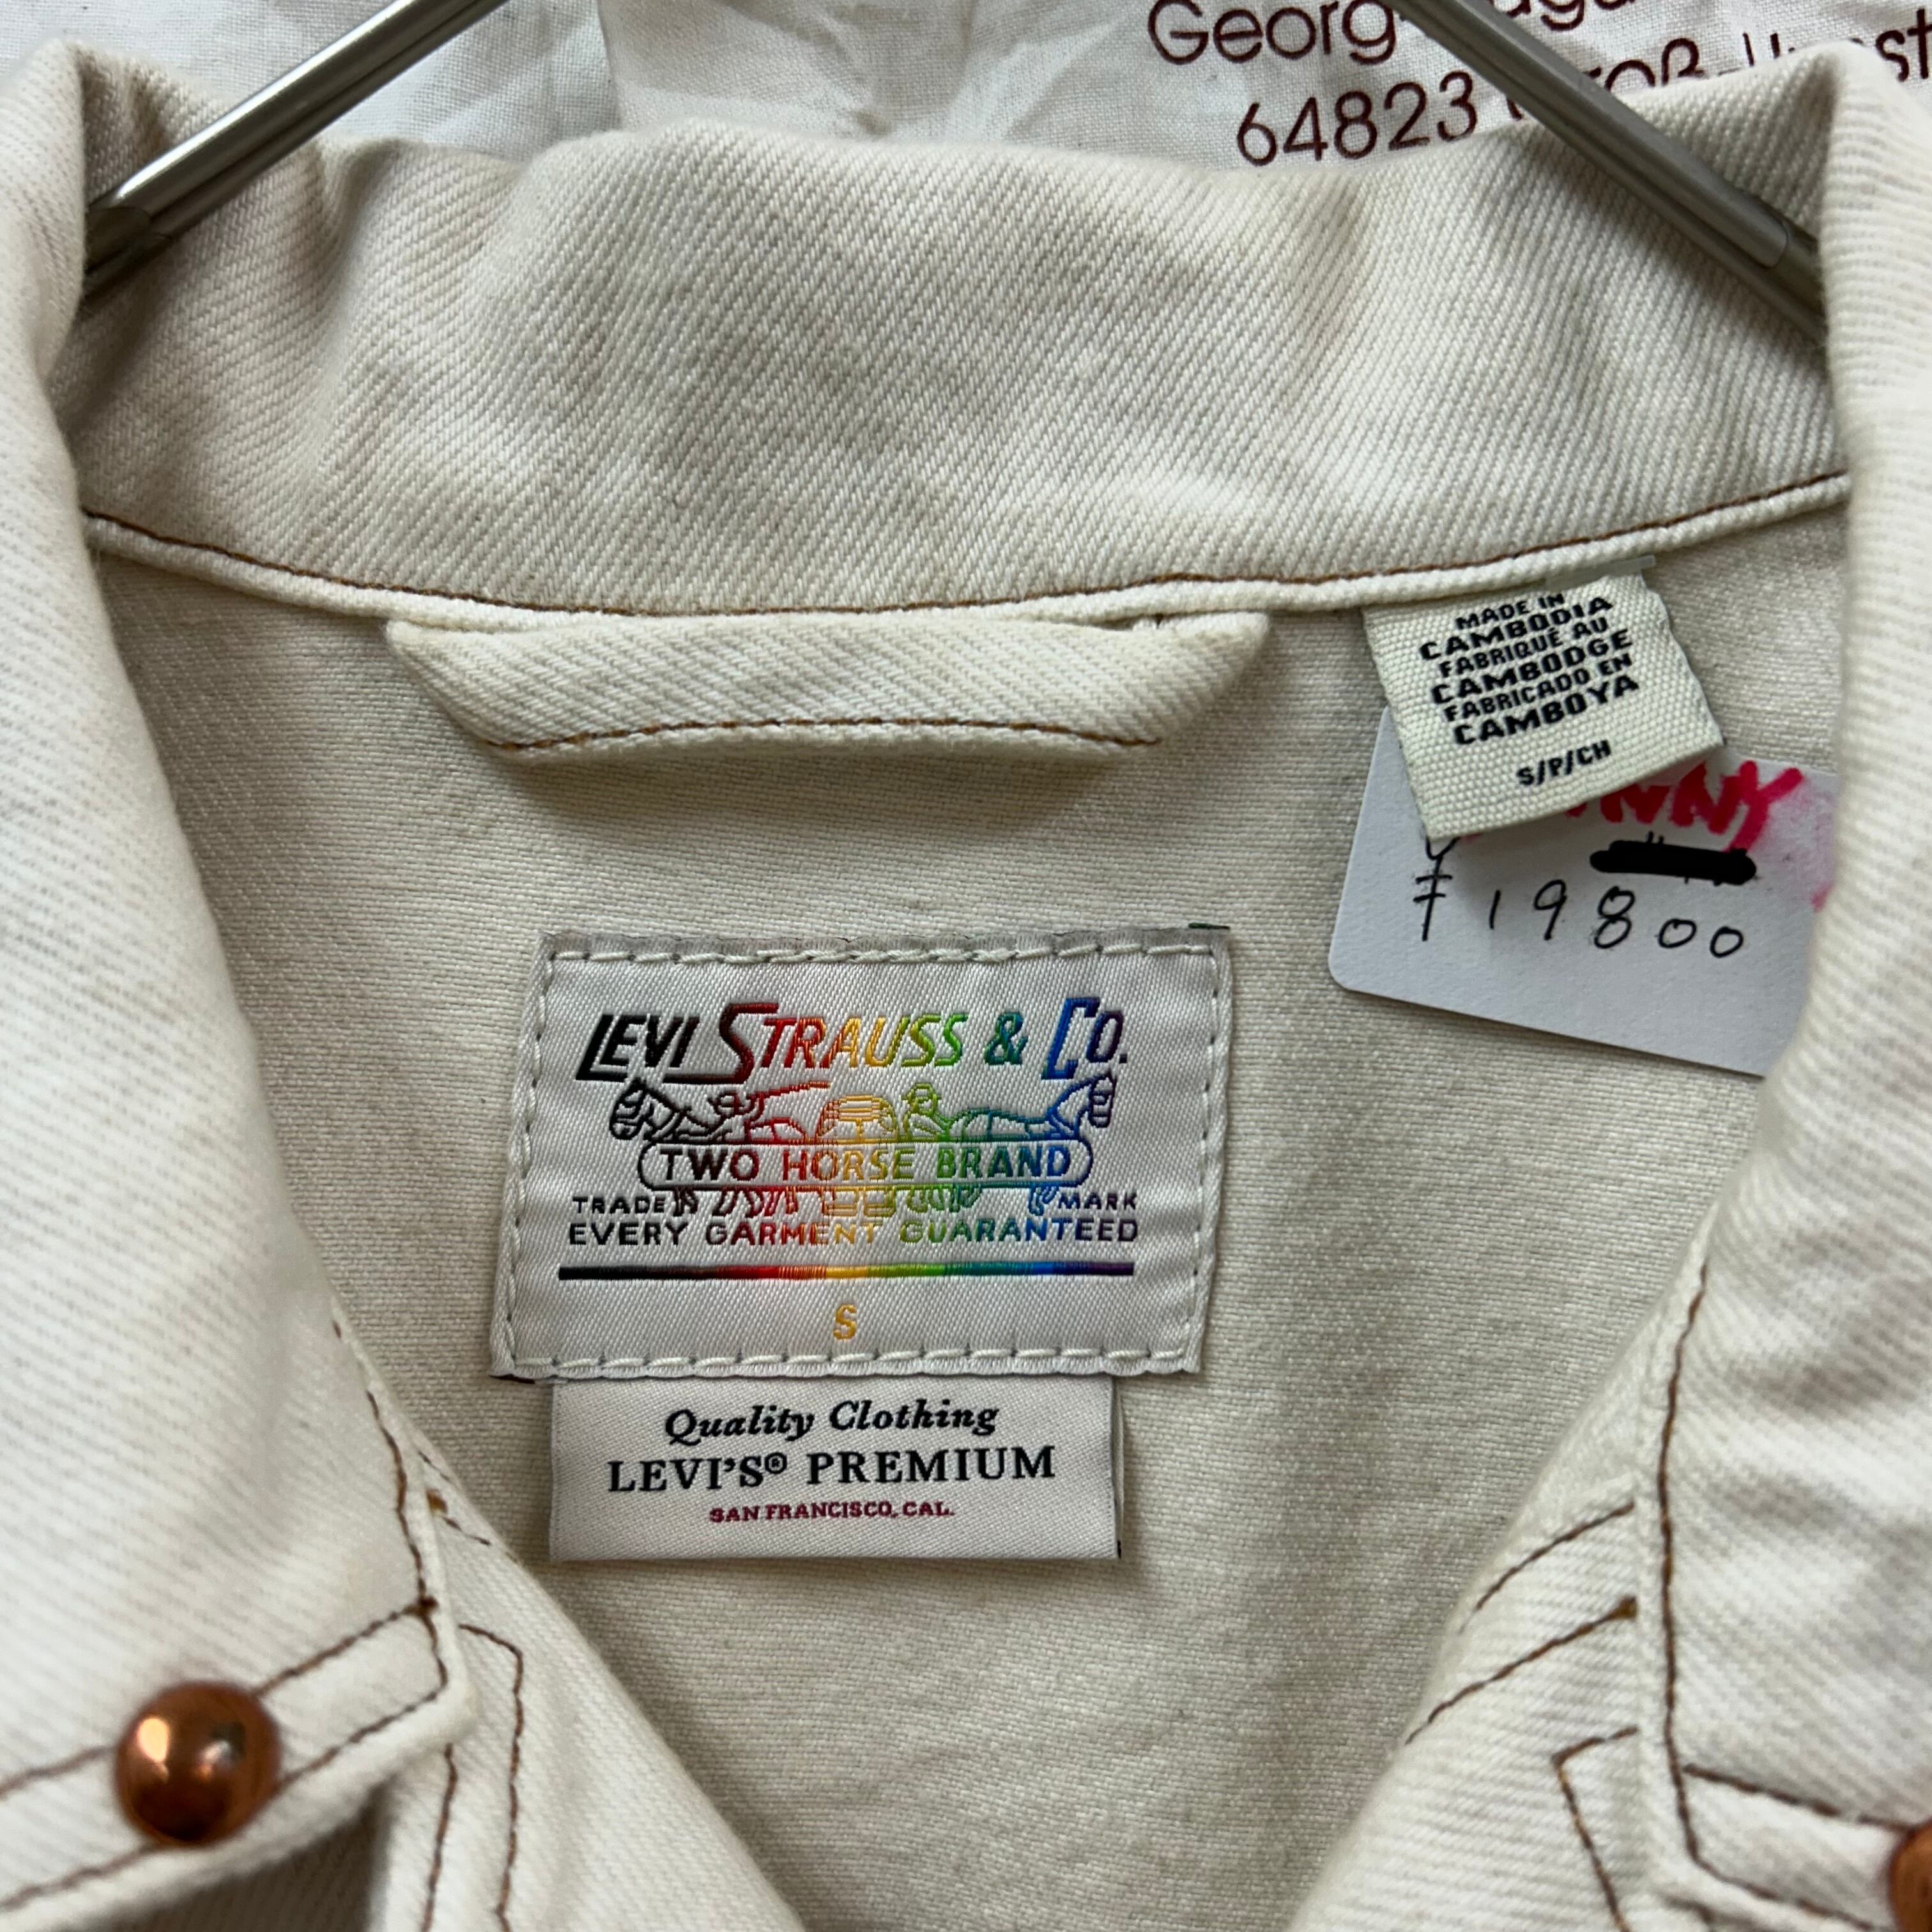 Georg
64823
MADE IN
CAMBODIA
FABRIQUÉ AU
CAMBODGE
FABRICADO EN
CAMBOYA
S/P/CH
¥19800
LEVI STRAUSS & CO.
TWO HORSE BRAND
TRADE MARK
EVERY GARMENT GUARANTEED
S
Quality Clothing
LEVI'S® PREMIUM
SAN FRANCISCO, CAL.